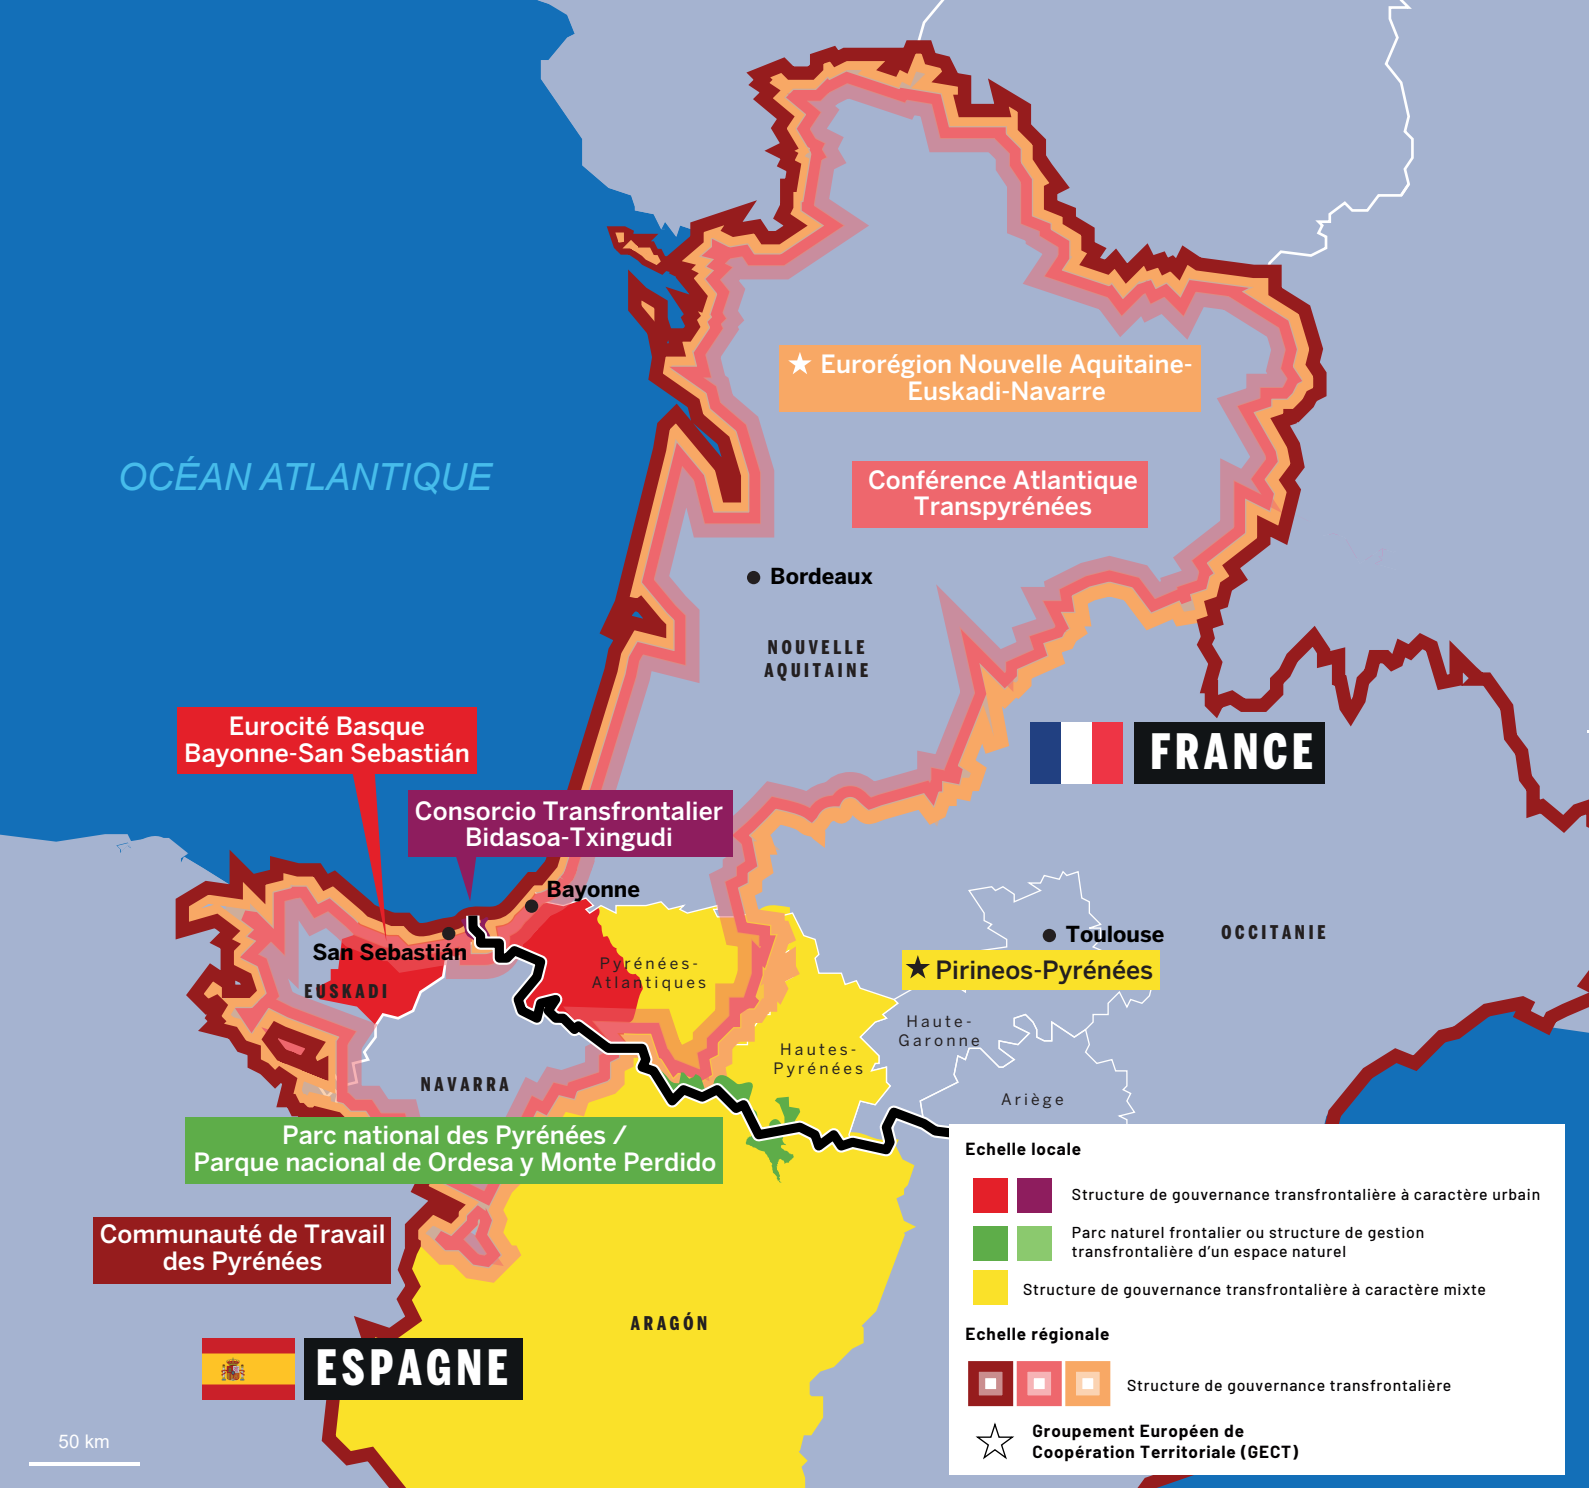 ★ Eurorégion Nouvelle Aquitaine-
Euskadi-Navarre
OCÉAN ATLANTIQUE
Conférence Atlantique
Transpyrénées
Bordeaux
NOUVELLE
AQUITAINE
Eurocité Basque
Bayonne-San Sebastián
FRANCE
Consorcio Transfrontalier
Bidasoa-Txingudi
Bayonne
San Sebastián
Toulouse
OCCITANIE
★ Pirineos-Pyrénées
Pyrénées-
Atlantiques
EUSKADI
Haute-
Garonne
Hautes-
Pyrénées
NAVARRA
Ariège
Parc national des Pyrénées /
Parque nacional de Ordesa y Monte Perdido
Communauté de Travail
des Pyrénées
ARAGÓN
ESPAGNE
50 km
Echelle locale
Structure de gouvernance transfrontalière à caractère urbain
Parc naturel frontalier ou structure de gestion
transfrontalière d'un espace naturel
Structure de gouvernance transfrontalière à caractère mixte
Echelle régionale
Structure de gouvernance transfrontalière
Groupement Européen de
Coopération Territoriale (GECT)